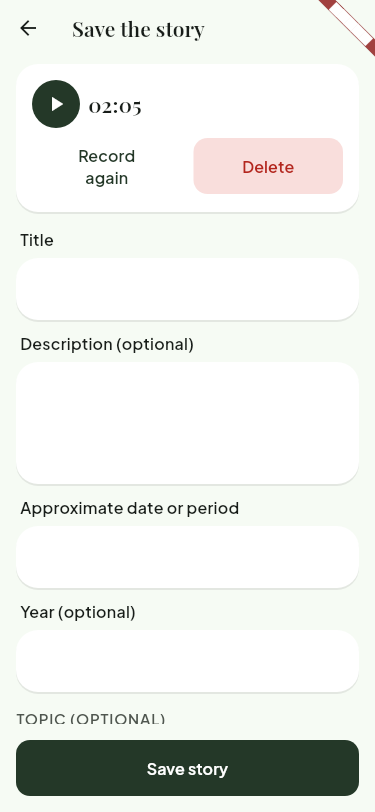 Save the story
02:05
Record
again
Delete
Title
Description (optional)
Approximate date or period
Year (optional)
TOPIC (OPTIONAL)
Save story